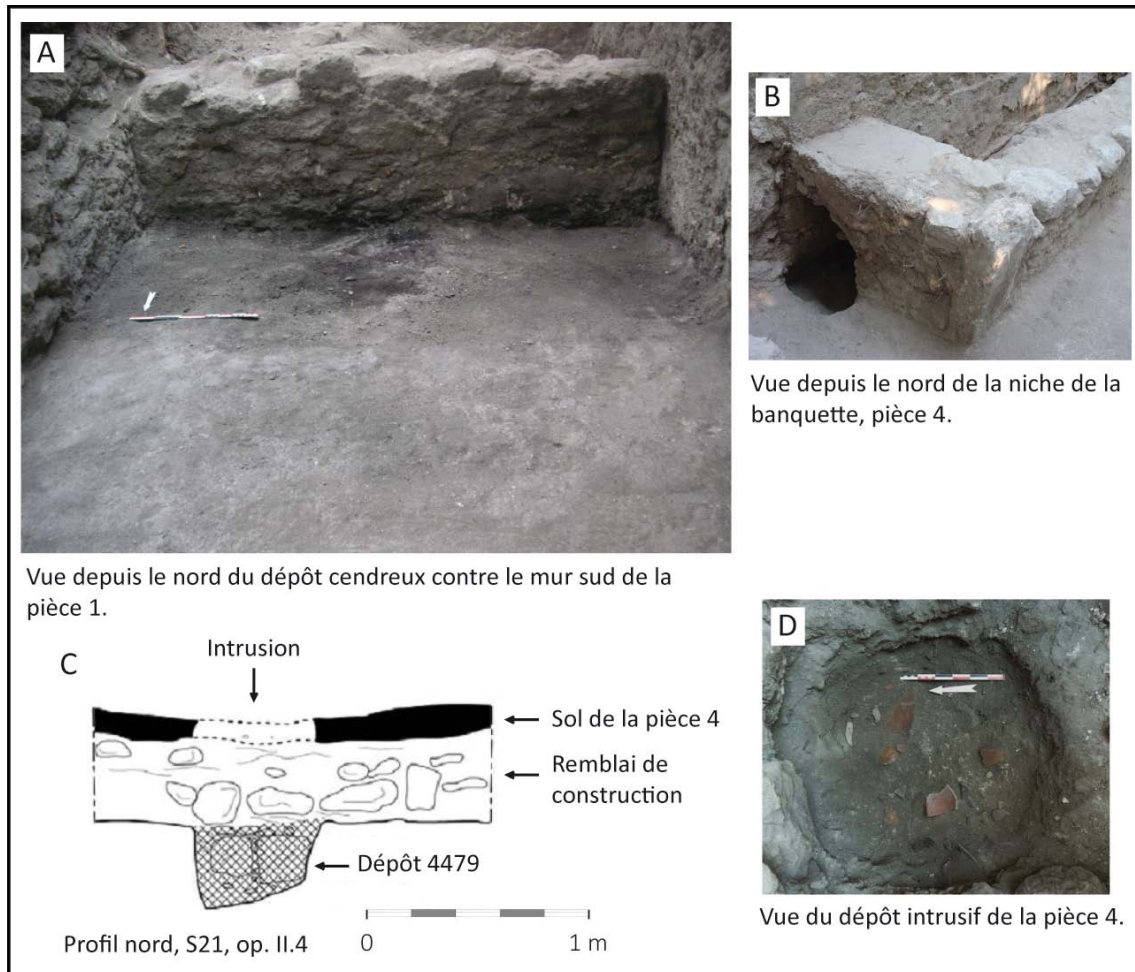 A
Vue depuis le nord du dépôt cendreux contre le mur sud de la
pièce 1.
B
Vue depuis le nord de la niche de la
banquette, pièce 4.
C
Intrusion
Sol de la pièce 4
Remblai de
construction
Dépôt 4479
Profil nord, S21, op. II.4
0
1 m
D
Vue du dépôt intrusif de la pièce 4.